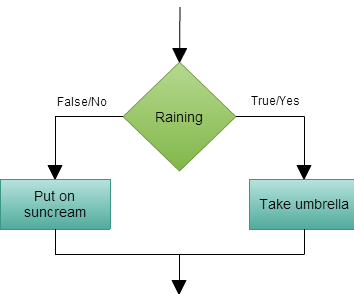 False/No
True/Yes
Raining
Put on
suncream
Take umbrella